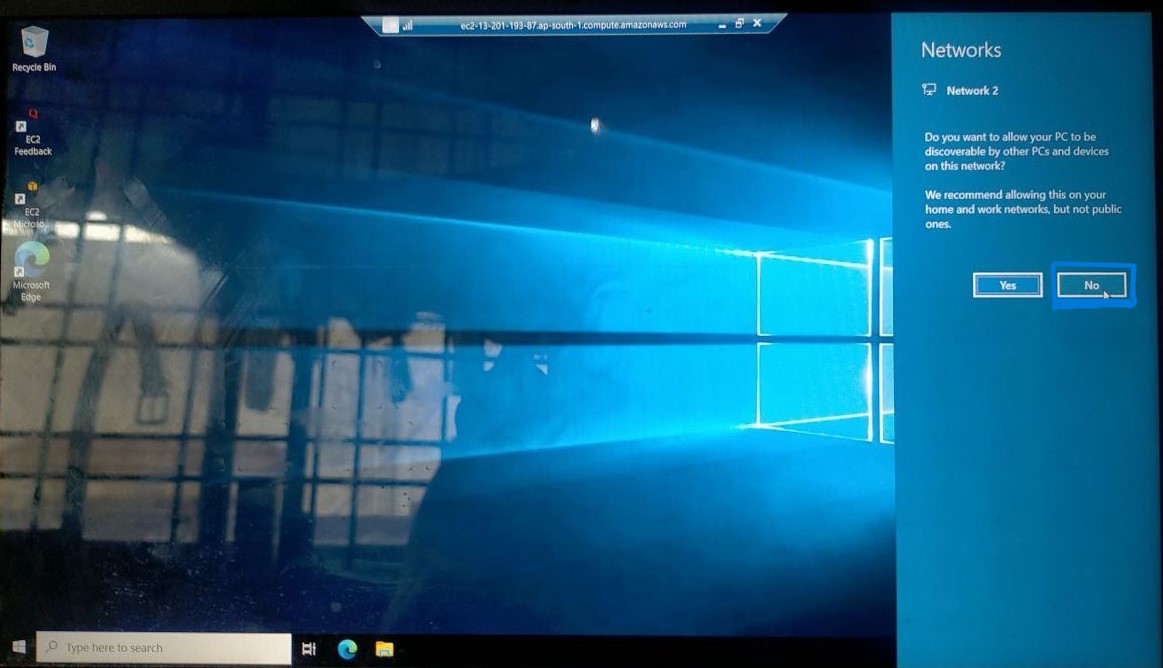 ec2-13-201-193-87.ap-south-1.compute.amazonaws.com
Recycle Bin
EC2
Feedback
EC2
Microso...
Microsoft
Edge
Networks
Network 2
Do you want to allow your PC to be
discoverable by other PCs and devices
on this network?
We recommend allowing this on your
home and work networks, but not public
ones.
Yes
No
Type here to search